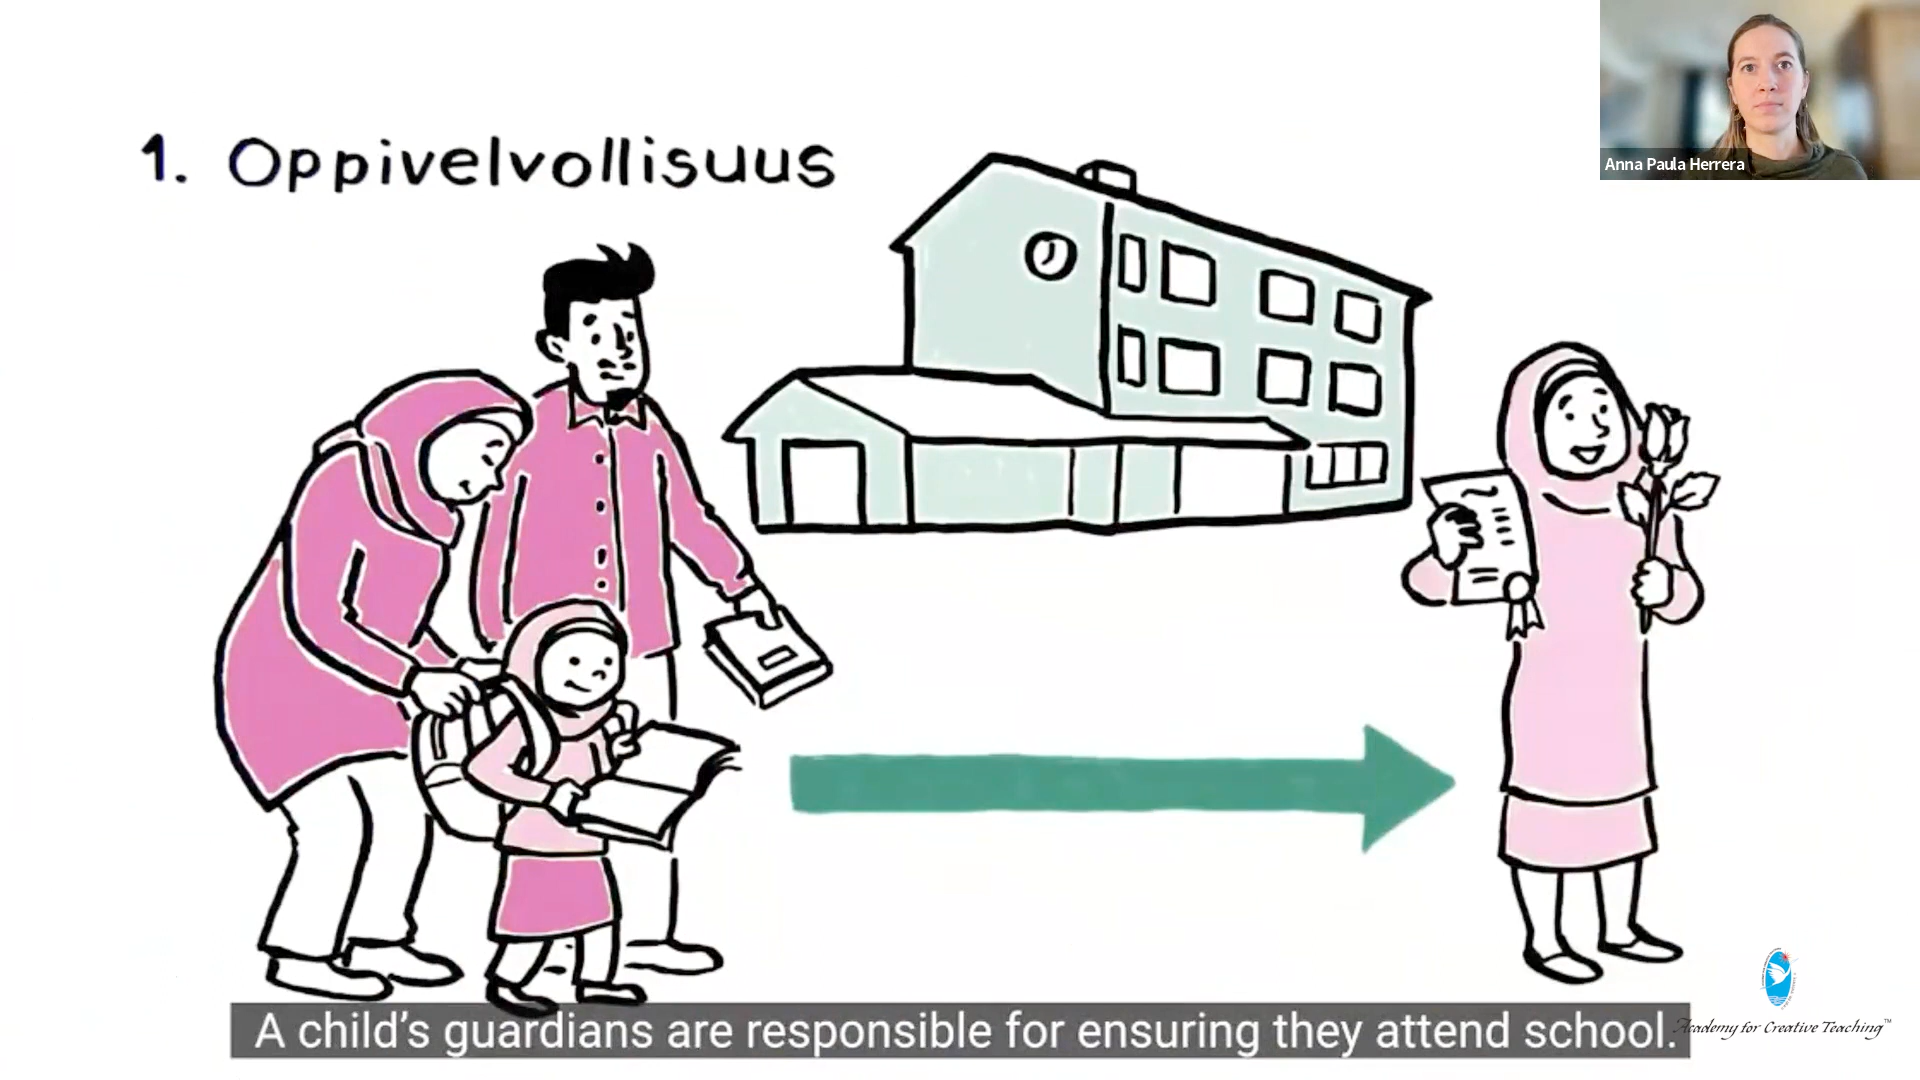 Anna Paula Herrera
1. Oppivelvollisuus
A child's guardians are responsible for ensuring they attend school.
Academy for Creative Teaching™